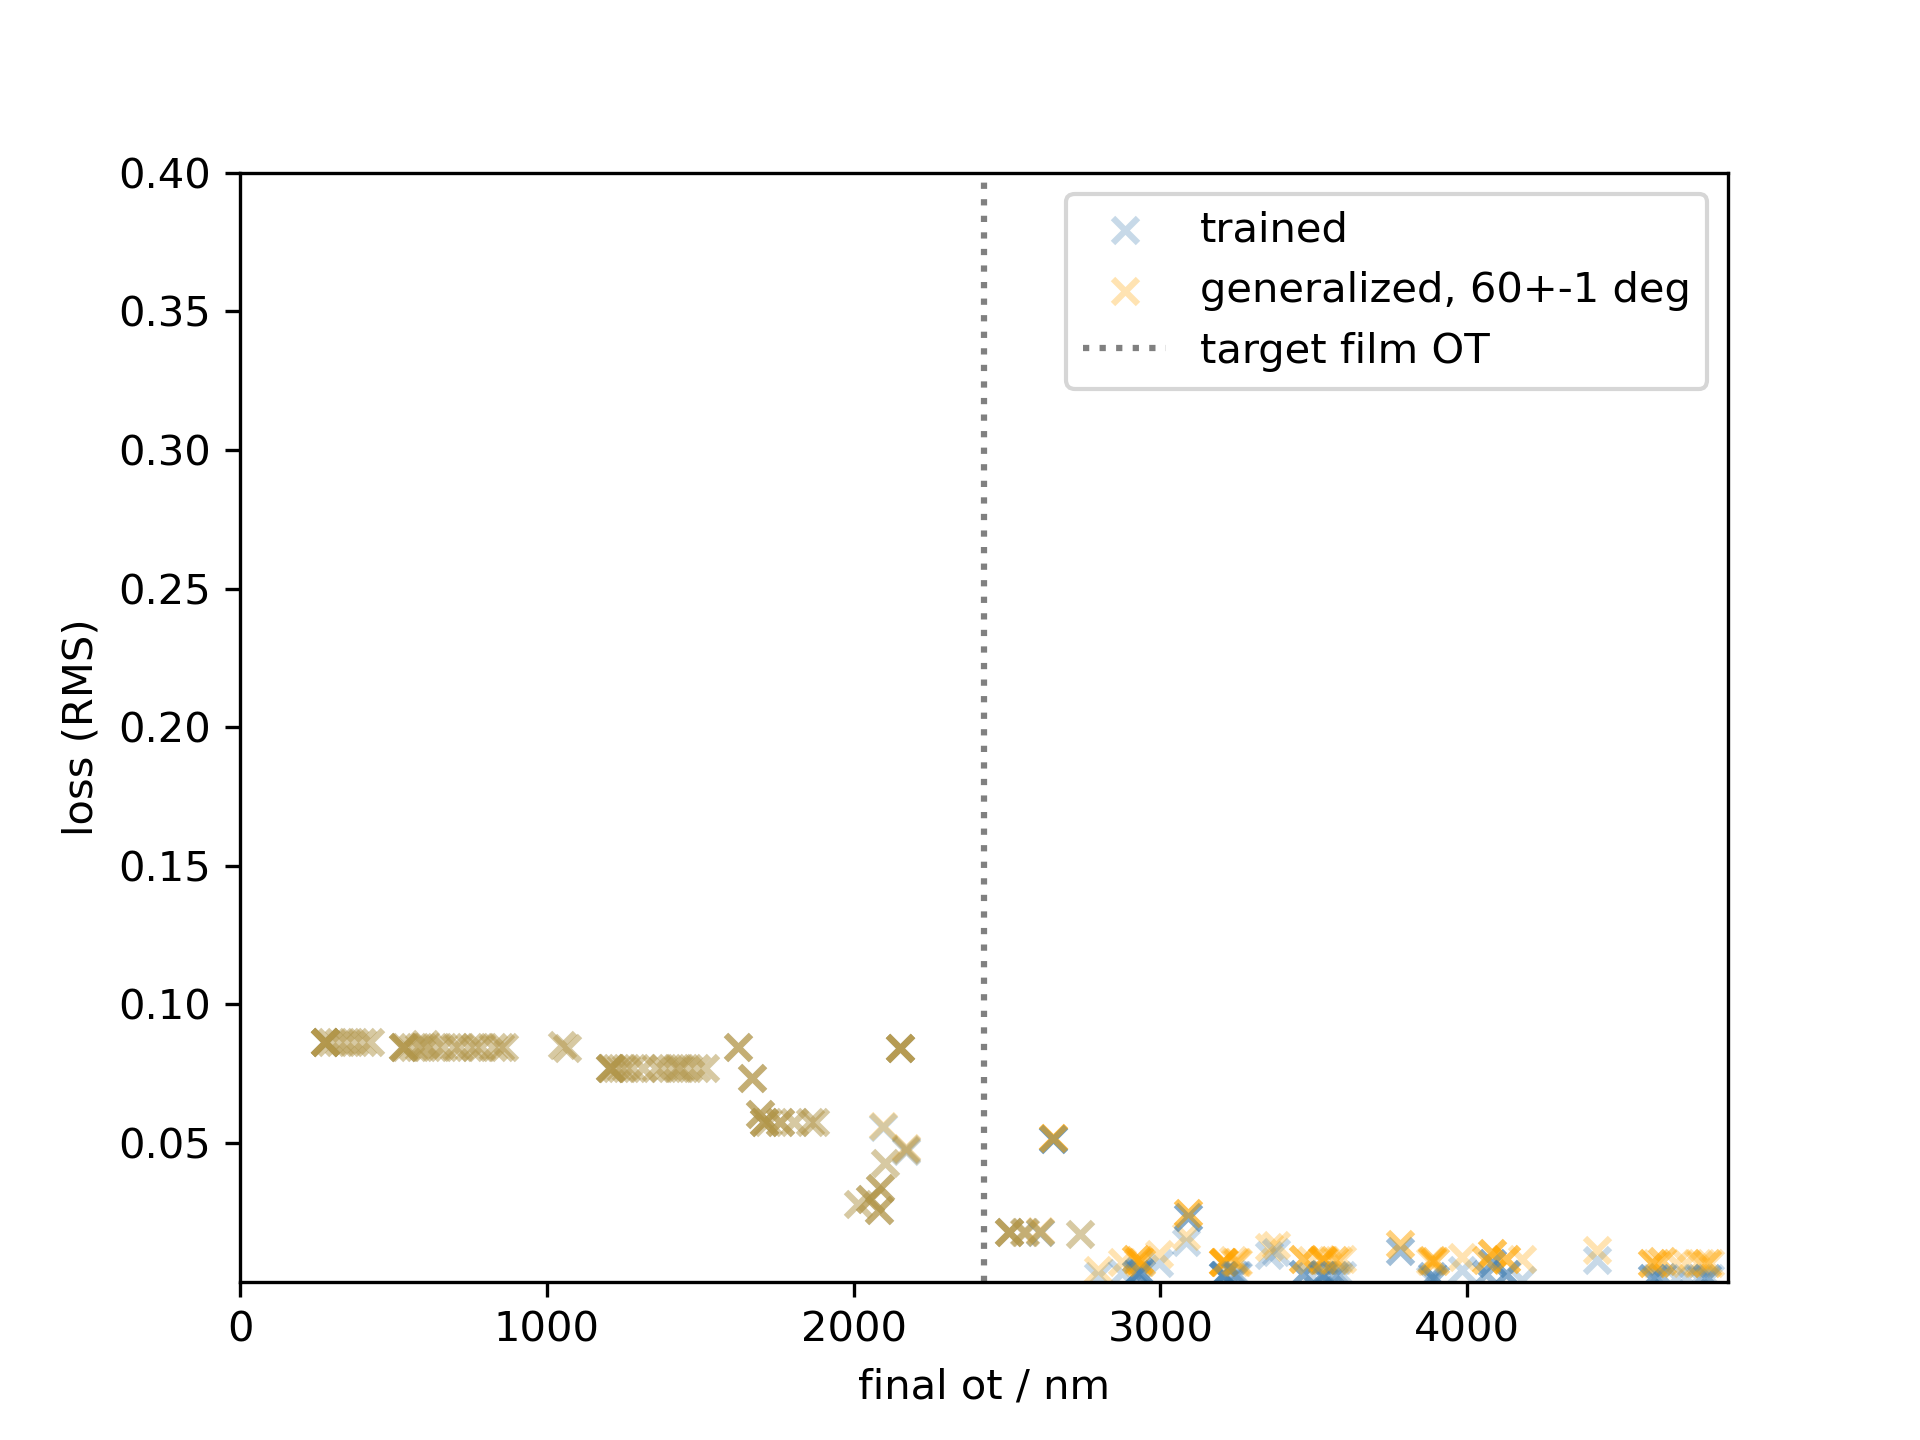 0.40
0.35
0.30
0.25
0.20
0.15
0.10
0.05
loss (RMS)
trained
generalized, 60+-1 deg
target film OT
0 1000 2000 3000 4000
final ot / nm